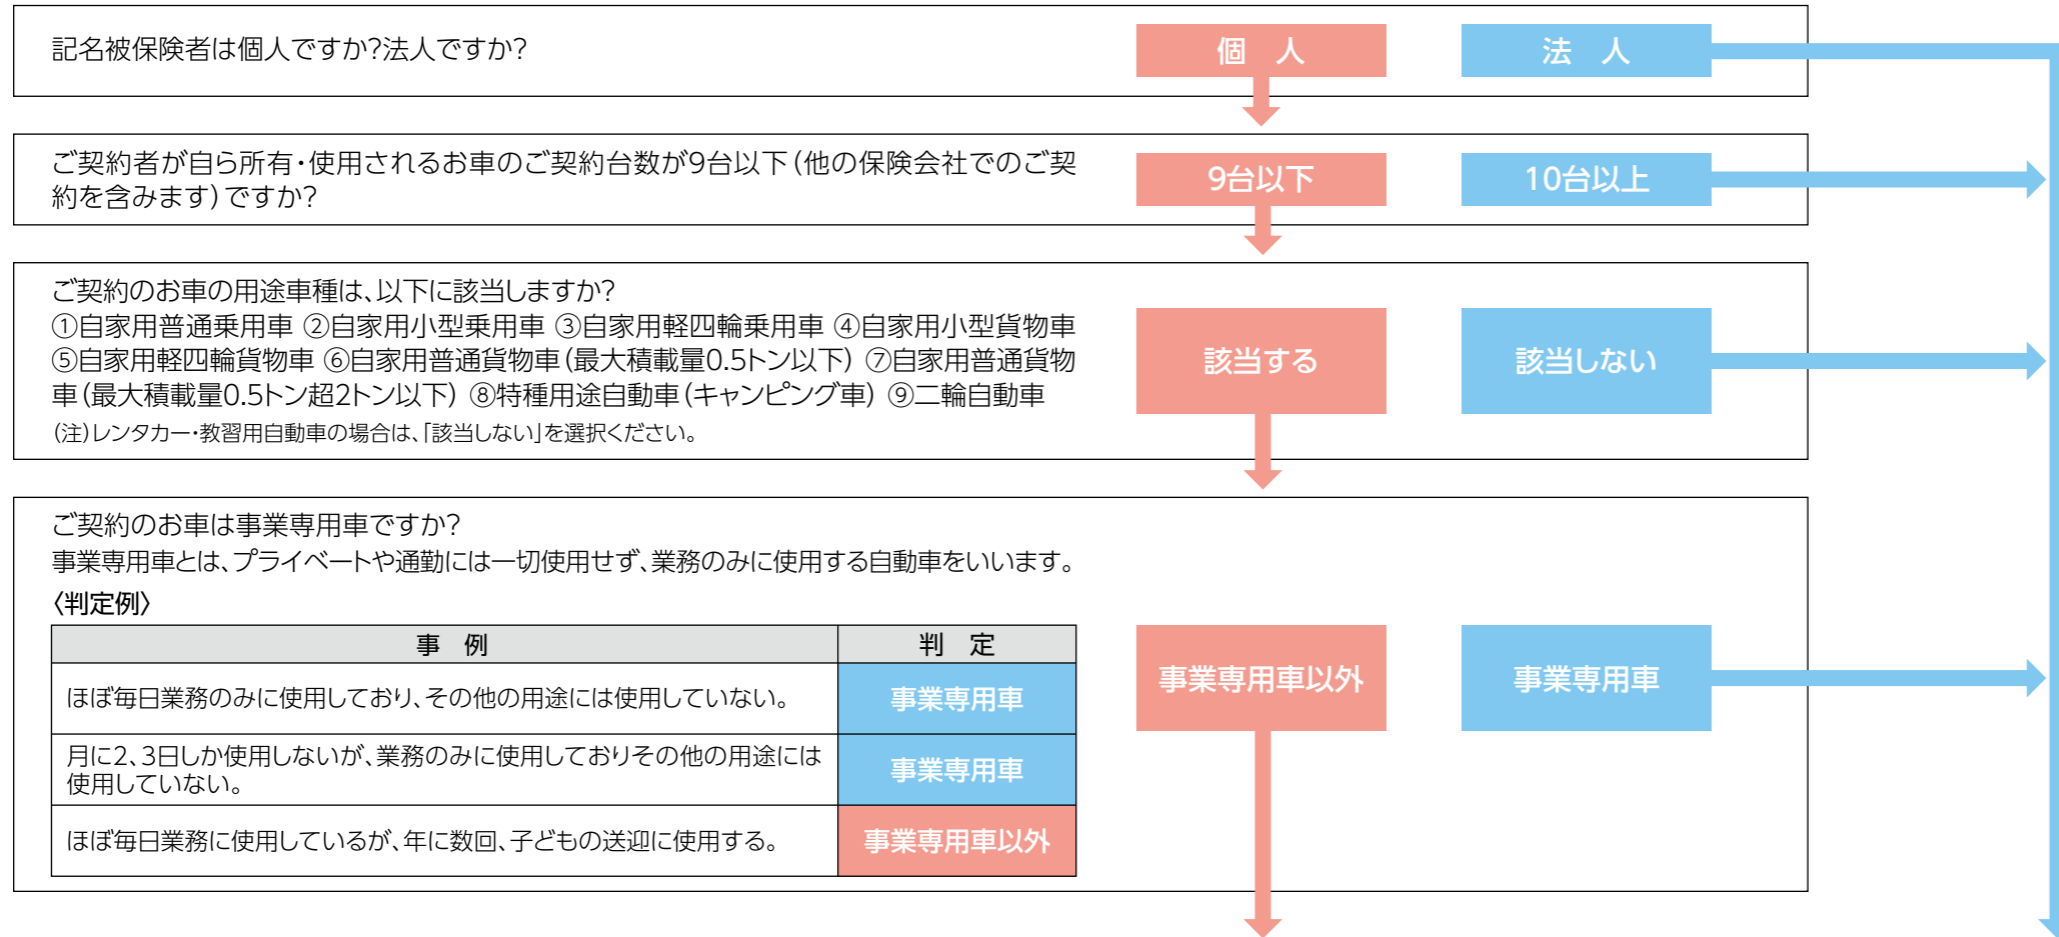 記名被保険者は個人ですか?法人ですか?
個 人
法 人
ご契約者が自ら所有・使用されるお車のご契約台数が9台以下(他の保険会社でのご契
約を含みます)ですか?
9台以下
10台以上
ご契約のお車の用途車種は、以下に該当しますか?
①自家用普通乗用車 ②自家用小型乗用車 ③自家用軽四輪乗用車 ④自家用小型貨物車
⑤自家用軽四輪貨物車 ⑥自家用普通貨物車(最大積載量0.5トン以下) ⑦自家用普通貨物
車(最大積載量0.5トン超2トン以下) ⑧特種用途自動車(キャンピング車) ⑨二輪自動車
(注)レンタカー・教習用自動車の場合は、「該当しない」を選択ください。
該当する
該当しない
ご契約のお車は事業専用車ですか?
事業専用車とは、プライベートや通勤には一切使用せず、業務のみに使用する自動車をいいます。
〈判定例〉
事 例
判 定
ほぼ毎日業務のみに使用しており、その他の用途には使用していない。
事業専用車
月に2、3日しか使用しないが、業務のみに使用しておりその他の用途には
使用していない。
事業専用車
ほぼ毎日業務に使用しているが、年に数回、子どもの送迎に使用する。
事業専用車以外
事業専用車以外
事業専用車